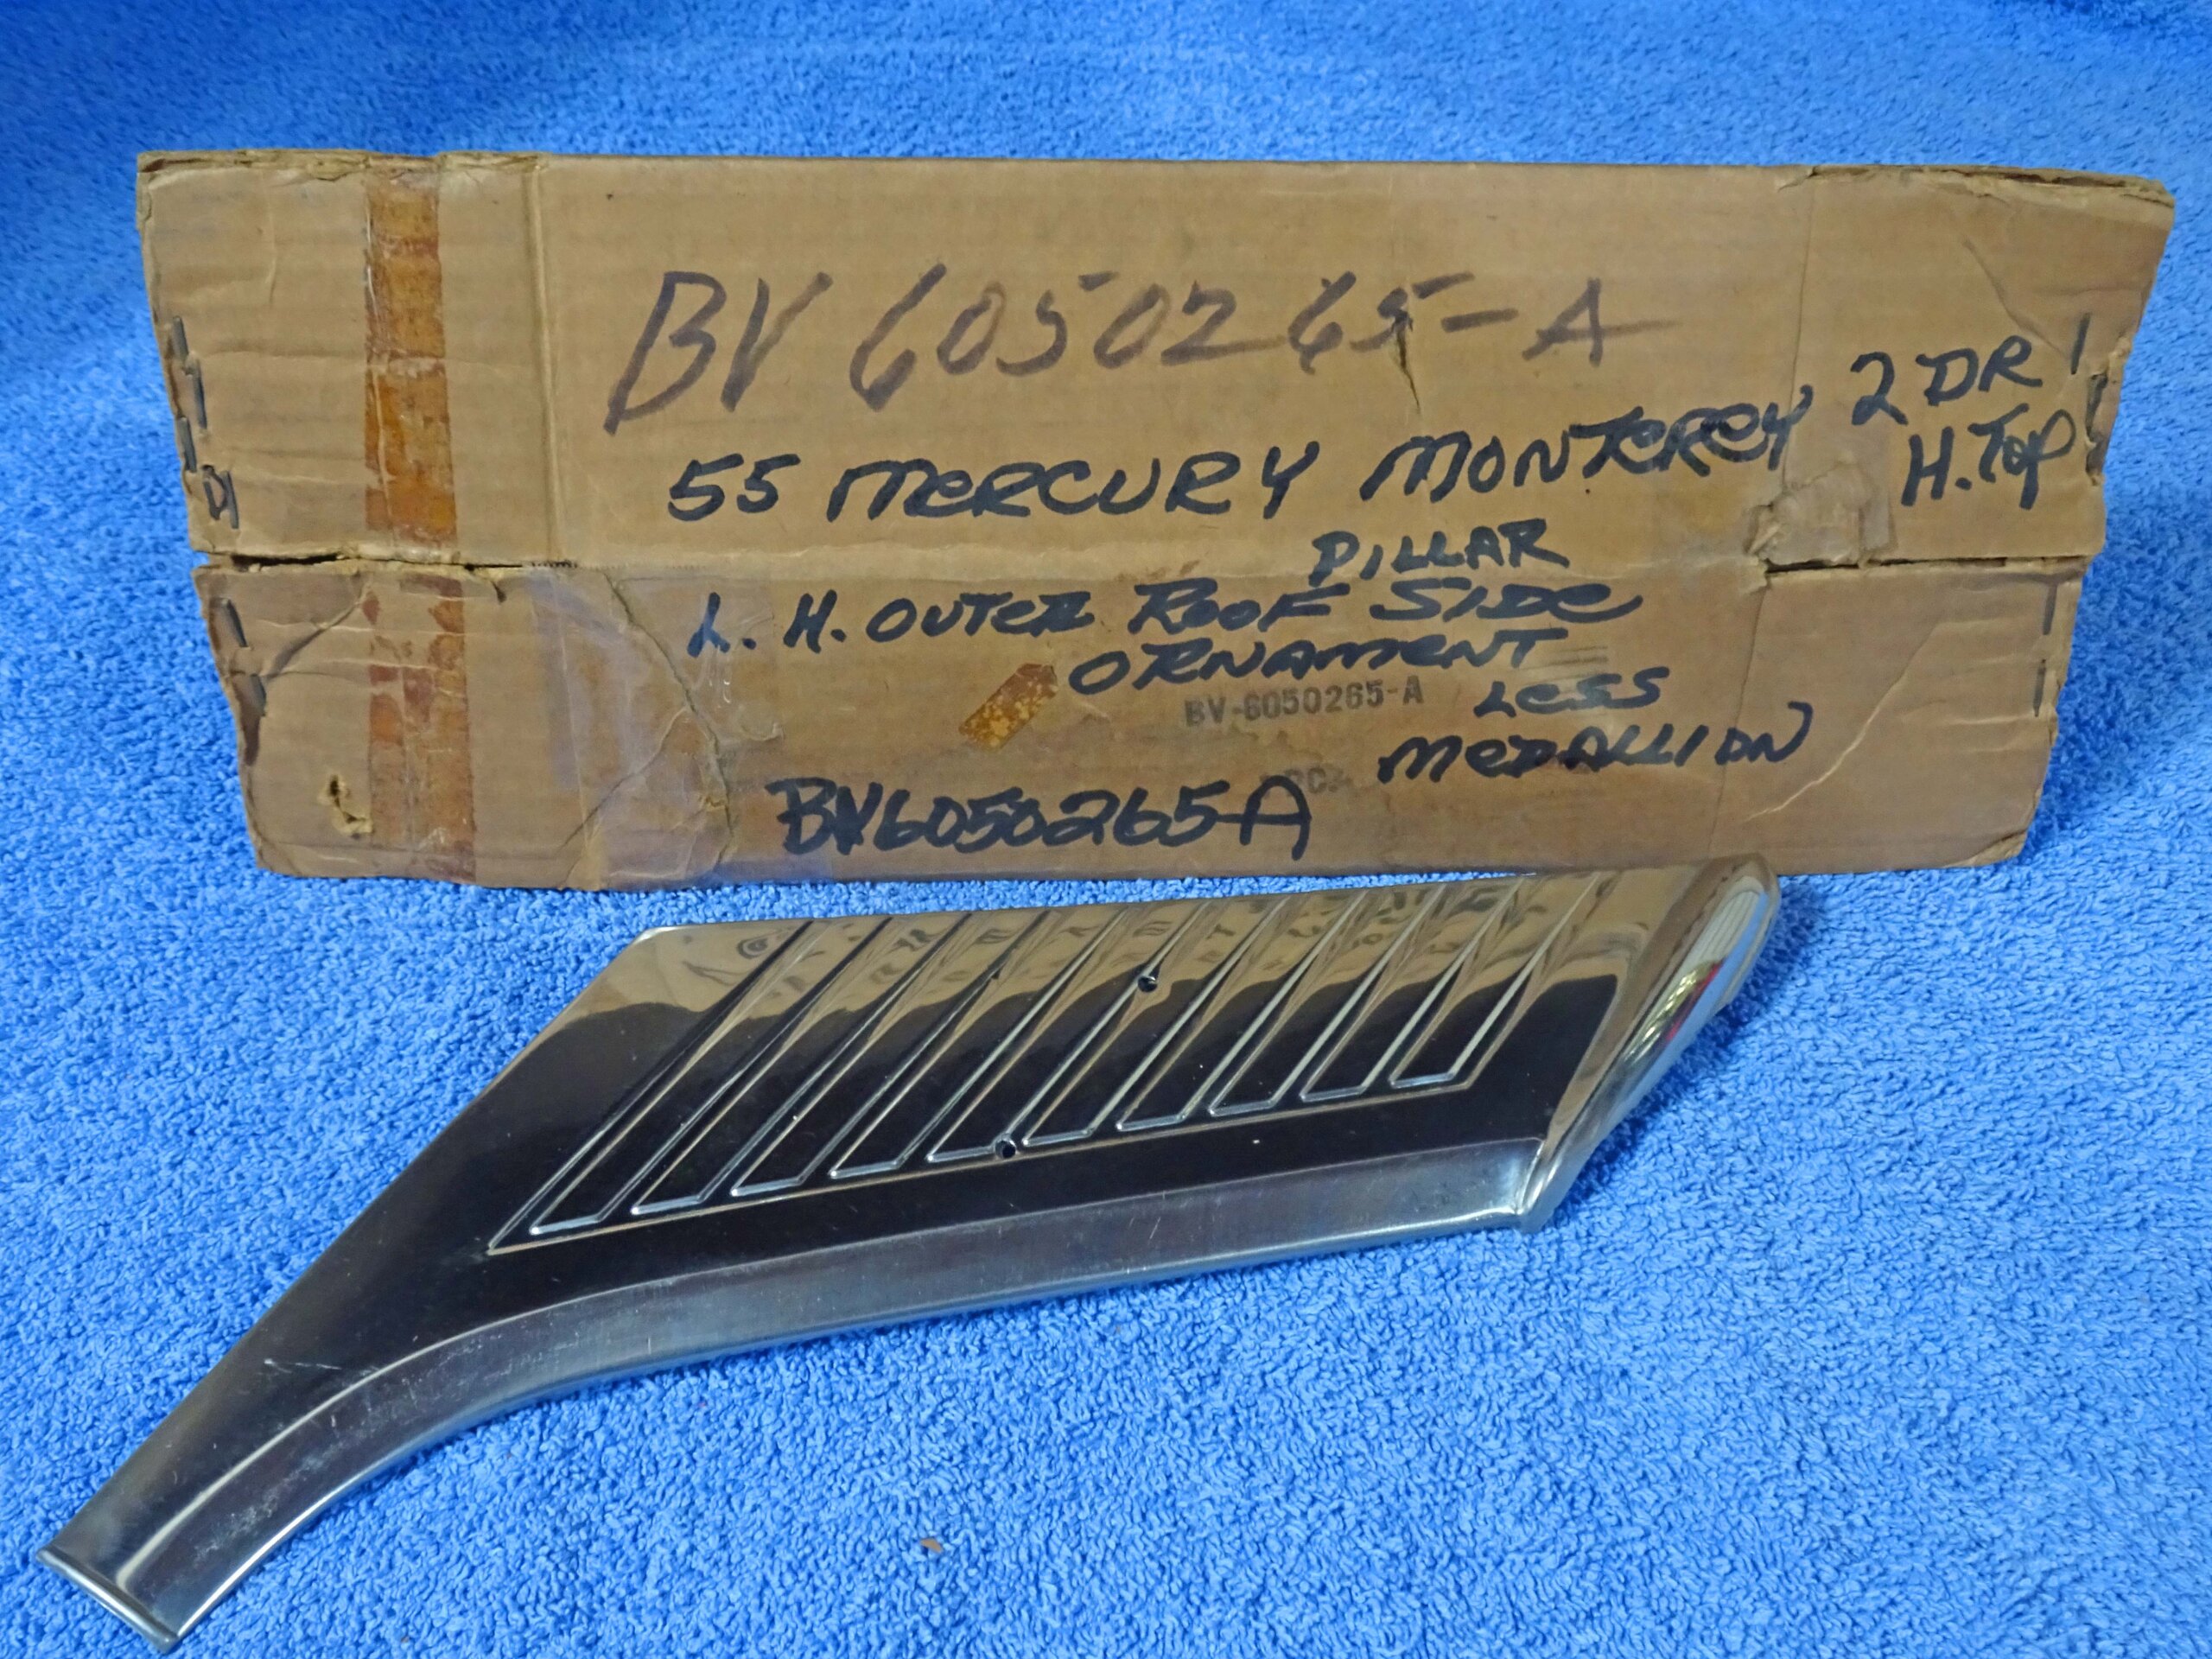 BV 6050265-A
55 MERCURY MONTEREY 2 DR
H. TOP
PILLAR
L. H. OUTER ROOF SIDE
ORNAMENT
BV-6050265-A
LESS
MEDALLION
BV6050265-A